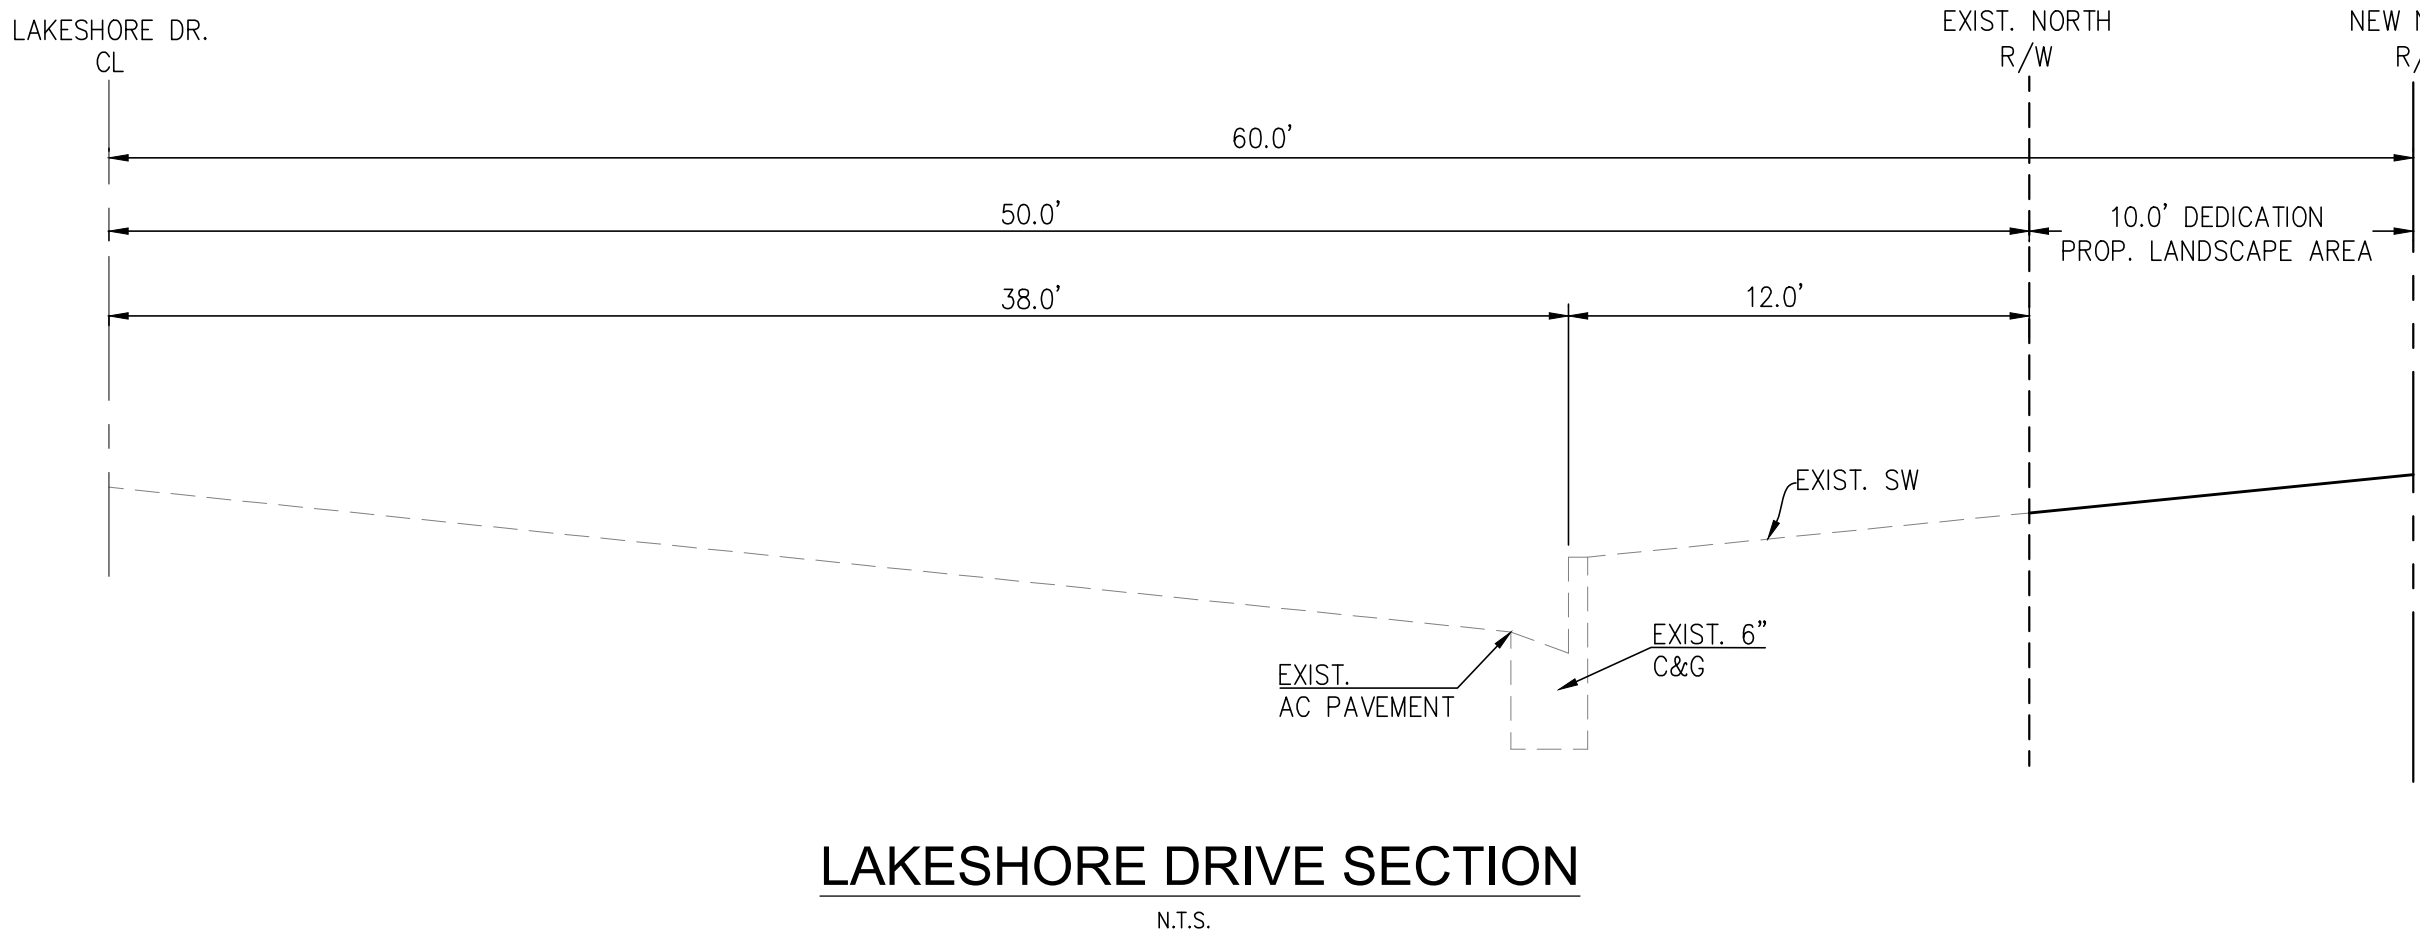 LAKESHORE DR.
CL
EXIST. NORTH
R/W
NEW
60.0’
50.0’
10.0’ DEDICATION
PROP. LANDSCAPE AREA
38.0’
12.0’
EXIST. SW
EXIST. 6”
C&G
EXIST.
AC PAVEMENT
LAKESHORE DRIVE SECTION
N.T.S.